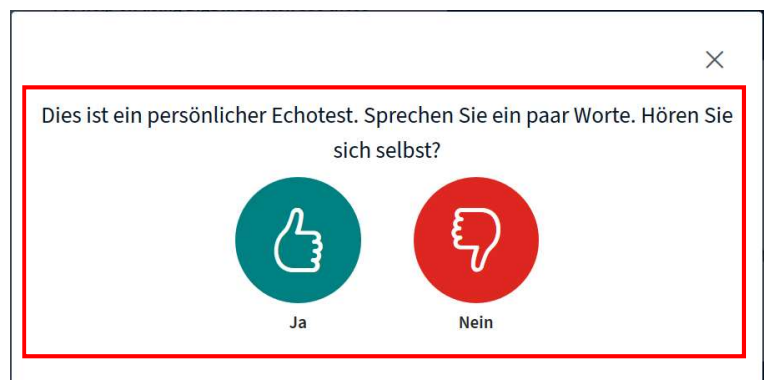 Dies ist ein persönlicher Echotest. Sprechen Sie ein paar Worte. Hören Sie
sich selbst?
Ja
Nein